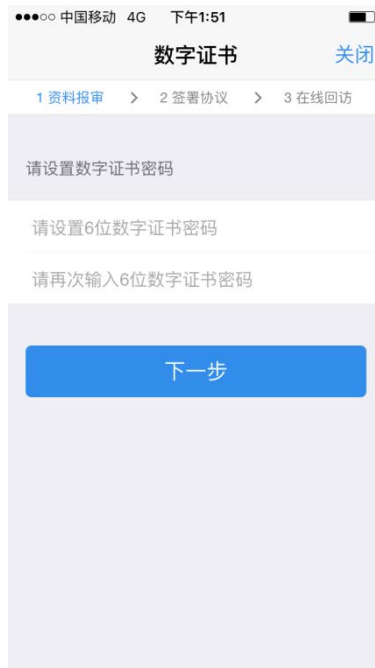 ●●●○○ 中国移动 4G 下午1:51
数字证书 关闭
1 资料报审 > 2 签署协议 > 3 在线回访
请设置数字证书密码
请设置6位数字证书密码
请再次输入6位数字证书密码
下一步